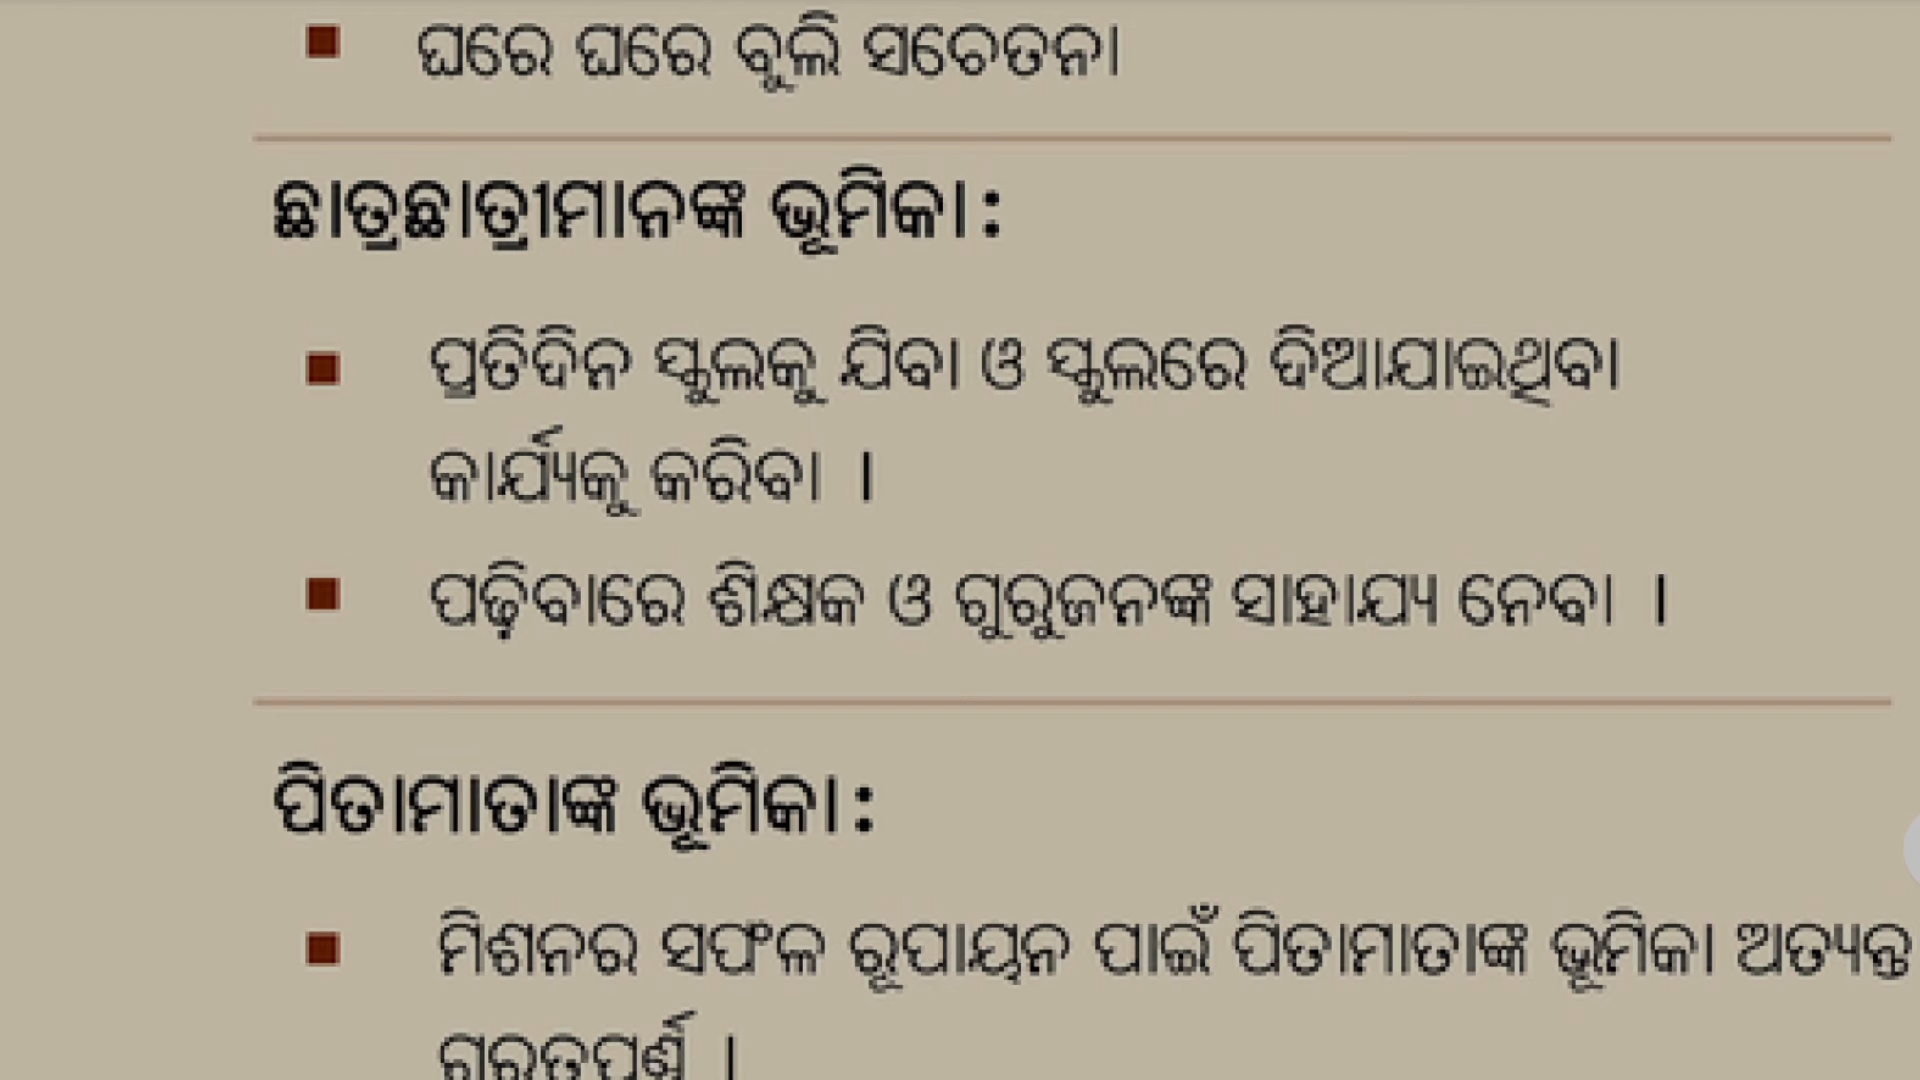 ଘରେ ଘରେ ବୁଲି ସଚେତନା
ଛାତ୍ରଛାତ୍ରୀମାନଙ୍କ ଭୂମିକା :
ପ୍ରତିଦିନ ସ୍କୁଲକୁ ଯିବା ଓ ସ୍କୁଲରେ ଦିଆଯାଇଥିବା
କାର୍ଯ୍ୟକୁ କରିବା ।
ପଢ଼ିବାରେ ଶିକ୍ଷକ ଓ ଗୁରୁଜନଙ୍କ ସାହାଯ୍ୟ ନେବା ।
ପିତାମାତାଙ୍କ ଭୂମିକା :
ମିଶନର ସଫଳ ରୂପାୟନ ପାଇଁ ପିତାମାତାଙ୍କ ଭୂମିକା ଅତ୍ୟନ୍ତ